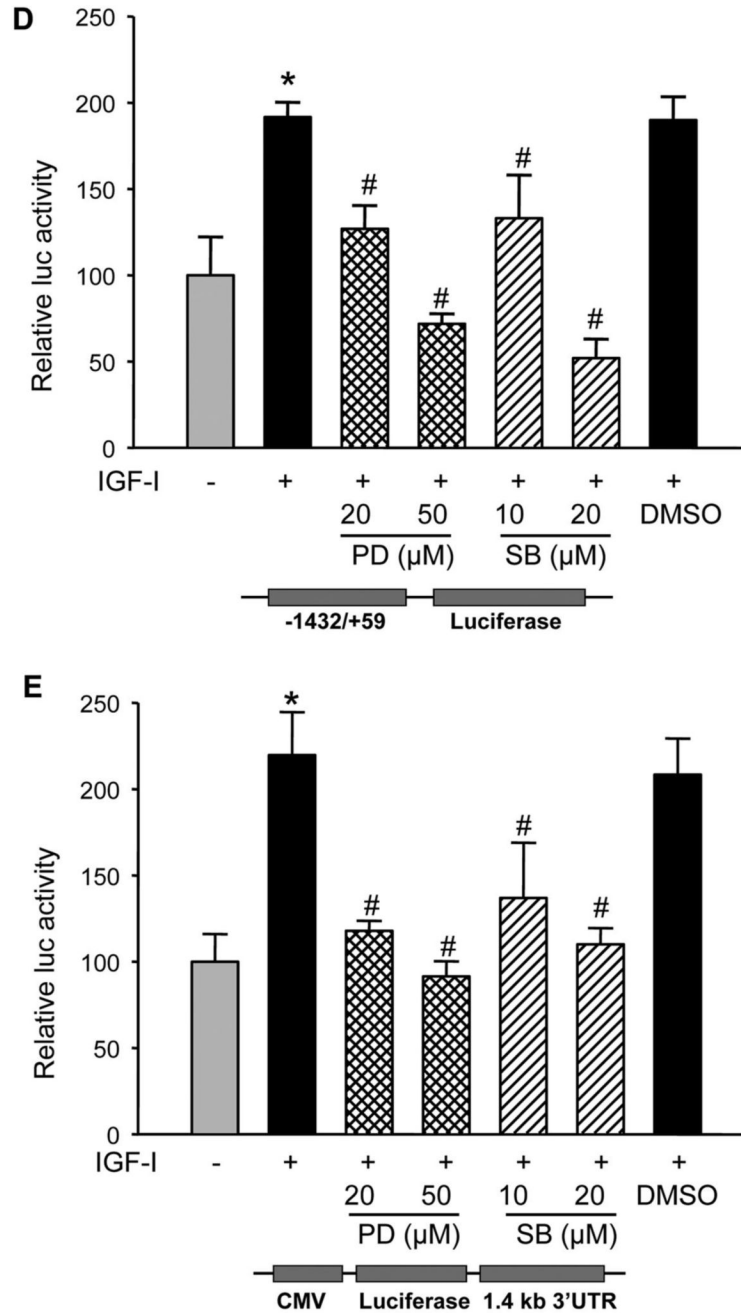 D
250
200
150
100
50
0
Relative luc activity
*
#
#
#
#
IGF-I - + + + + + +
20 50 10 20 DMSO
PD (µM) SB (µM)
-1432/+59 Luciferase
E
250
200
150
100
50
0
Relative luc activity
*
#
#
#
#
IGF-I - + + + + + +
20 50 10 20 DMSO
PD (µM) SB (µM)
CMV Luciferase 1.4 kb 3'UTR